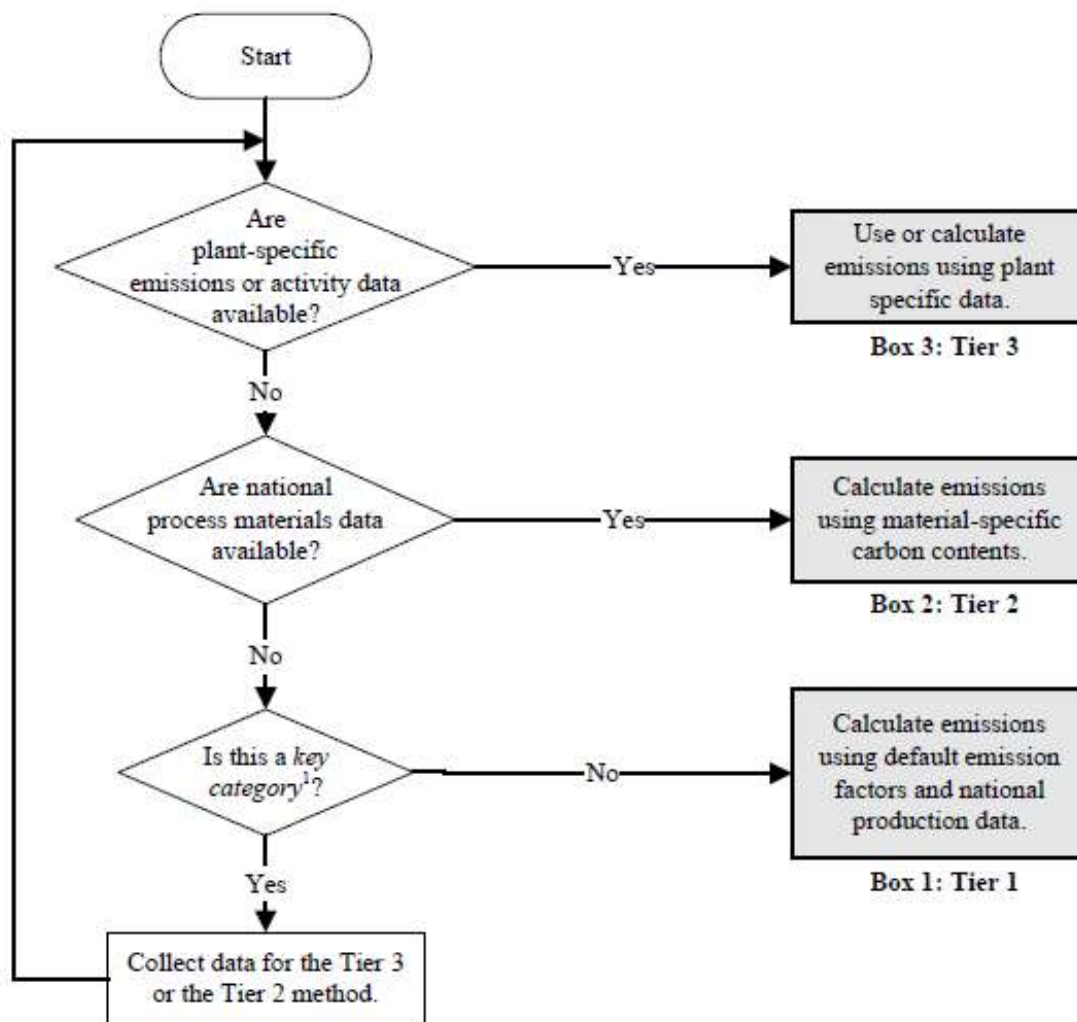 Start
Are
plant-specific
emissions or activity data
available?
Yes
Use or calculate
emissions using plant
specific data.
Box 3: Tier 3
No
Are national
process materials data
available?
Yes
Calculate emissions
using material-specific
carbon contents.
Box 2: Tier 2
No
Is this a key
category¹?
No
Calculate emissions
using default emission
factors and national
production data.
Box 1: Tier 1
Yes
Collect data for the Tier 3
or the Tier 2 method.